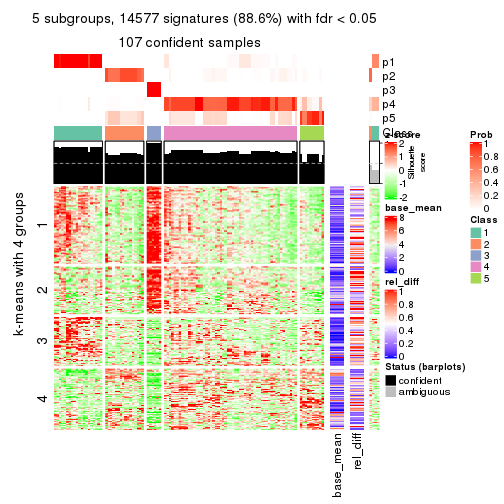 5 subgroups, 14577 signatures (88.6%) with fdr < 0.05
107 confident samples
p1
p2
p3
p4
p5
Class
Silhouette
score
k-means with 4 groups
1
2
3
4
base_mean
rel_diff
z-score
2
1
0
-1
-2
base_mean
8
6
4
2
0
rel_diff
1
0.8
0.6
0.4
0.2
0
Status (barplots)
confident
ambiguous
Prob
1
0.8
0.6
0.4
0.2
0
Class
1
2
3
4
5